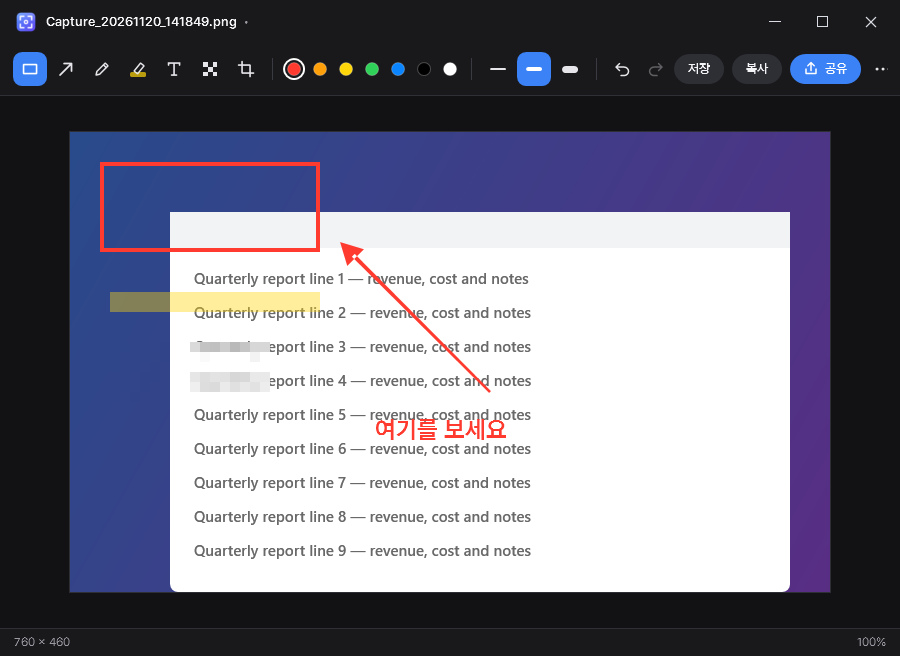 Capture_20261120_141849.png
저장
복사
공유
Quarterly report line 1 — revenue, cost and notes
Quarterly report line 2 — revenue, cost and notes
eport line 3 — revenue, cost and notes
eport line 4 — revenue, cost and notes
Quarterly report line 5 — revenue, cost and notes
여기를 보세요
Quarterly report line 6 — revenue, cost and notes
Quarterly report line 7 — revenue, cost and notes
Quarterly report line 8 — revenue, cost and notes
Quarterly report line 9 — revenue, cost and notes
760 × 460
100%